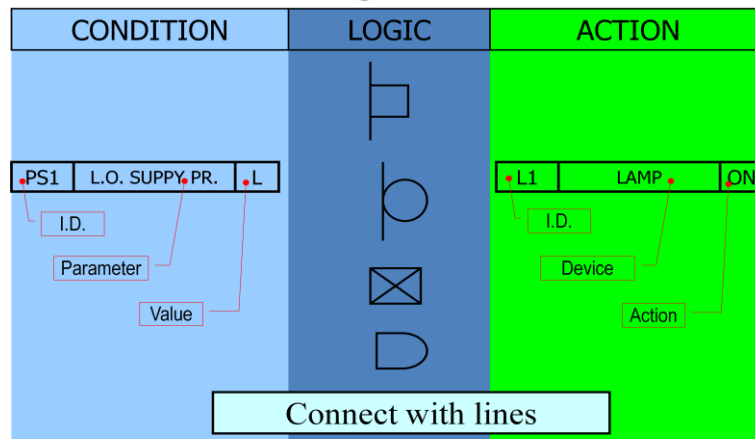 CONDITION LOGIC ACTION
PS1 L.O. SUPPY PR. L
L1 LAMP ON
I.D.
I.D.
Parameter
Device
Value
Action
Connect with lines